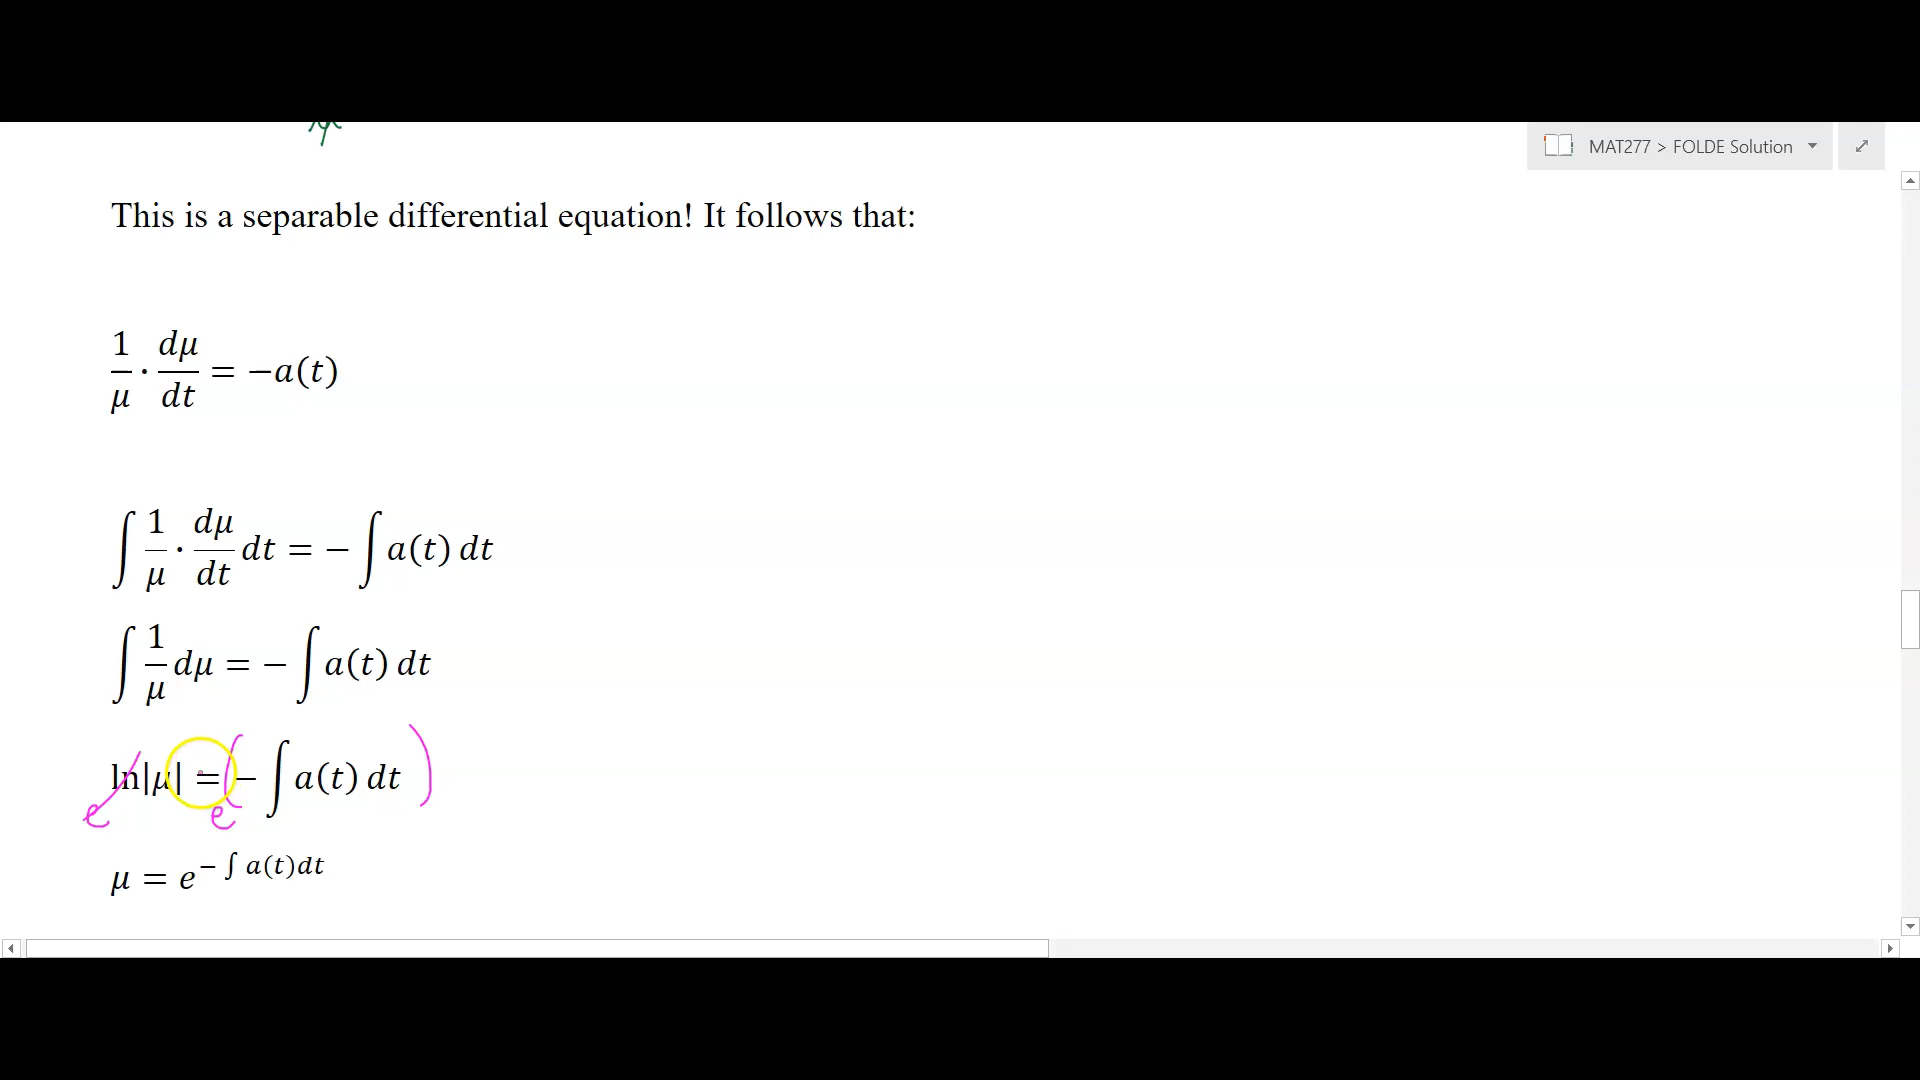 MAT277 > FOLDE Solution
This is a separable differential equation! It follows that:
1/μ · dμ/dt = −a(t)
∫ 1/μ · dμ/dt dt = − ∫ a(t) dt
∫ 1/μ dμ = − ∫ a(t) dt
ln|μ| = (− ∫ a(t) dt)
e e
μ = e^(− ∫ a(t)dt)